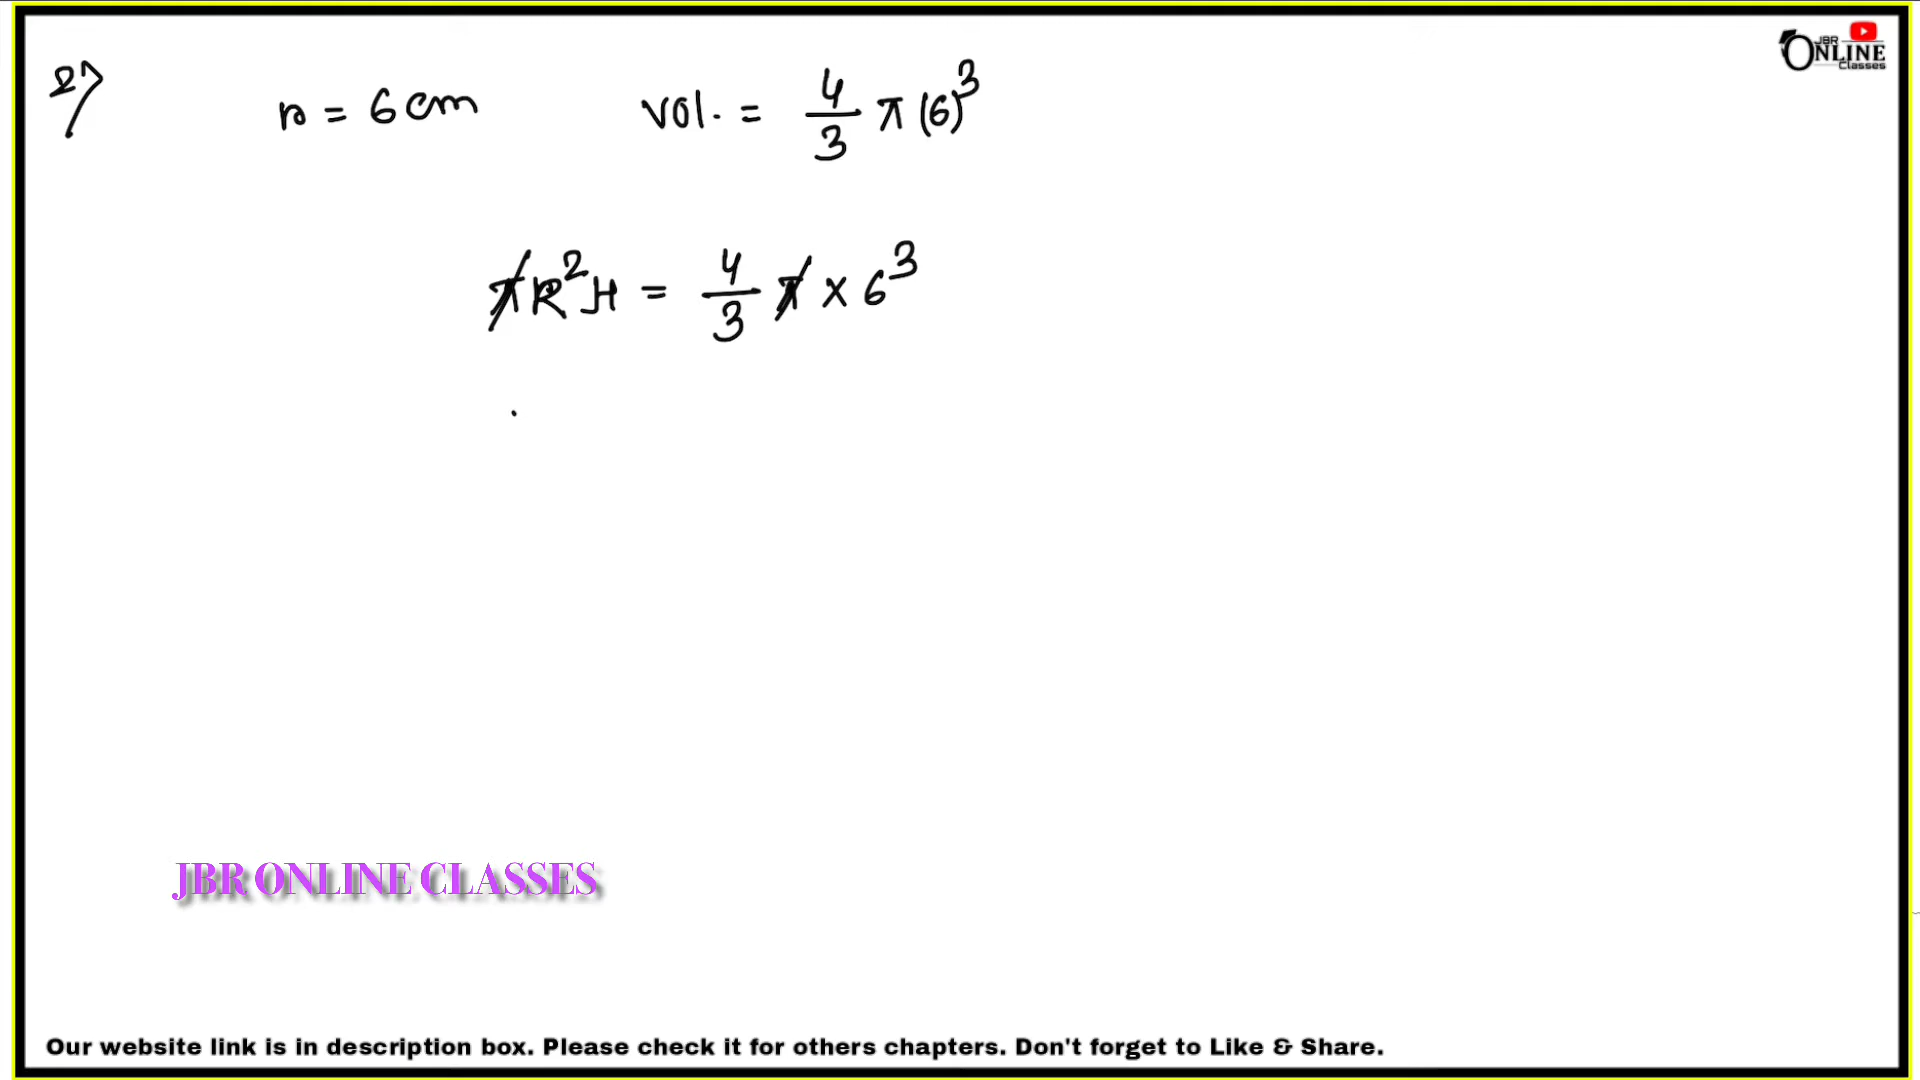 2) r = 6 cm vol. = 4/3 π (6)³
πR²H = 4/3 π × 6³
JBR ONLINE Classes
JBR ONLINE CLASSES
Our website link is in description box. Please check it for others chapters. Don't forget to Like & Share.